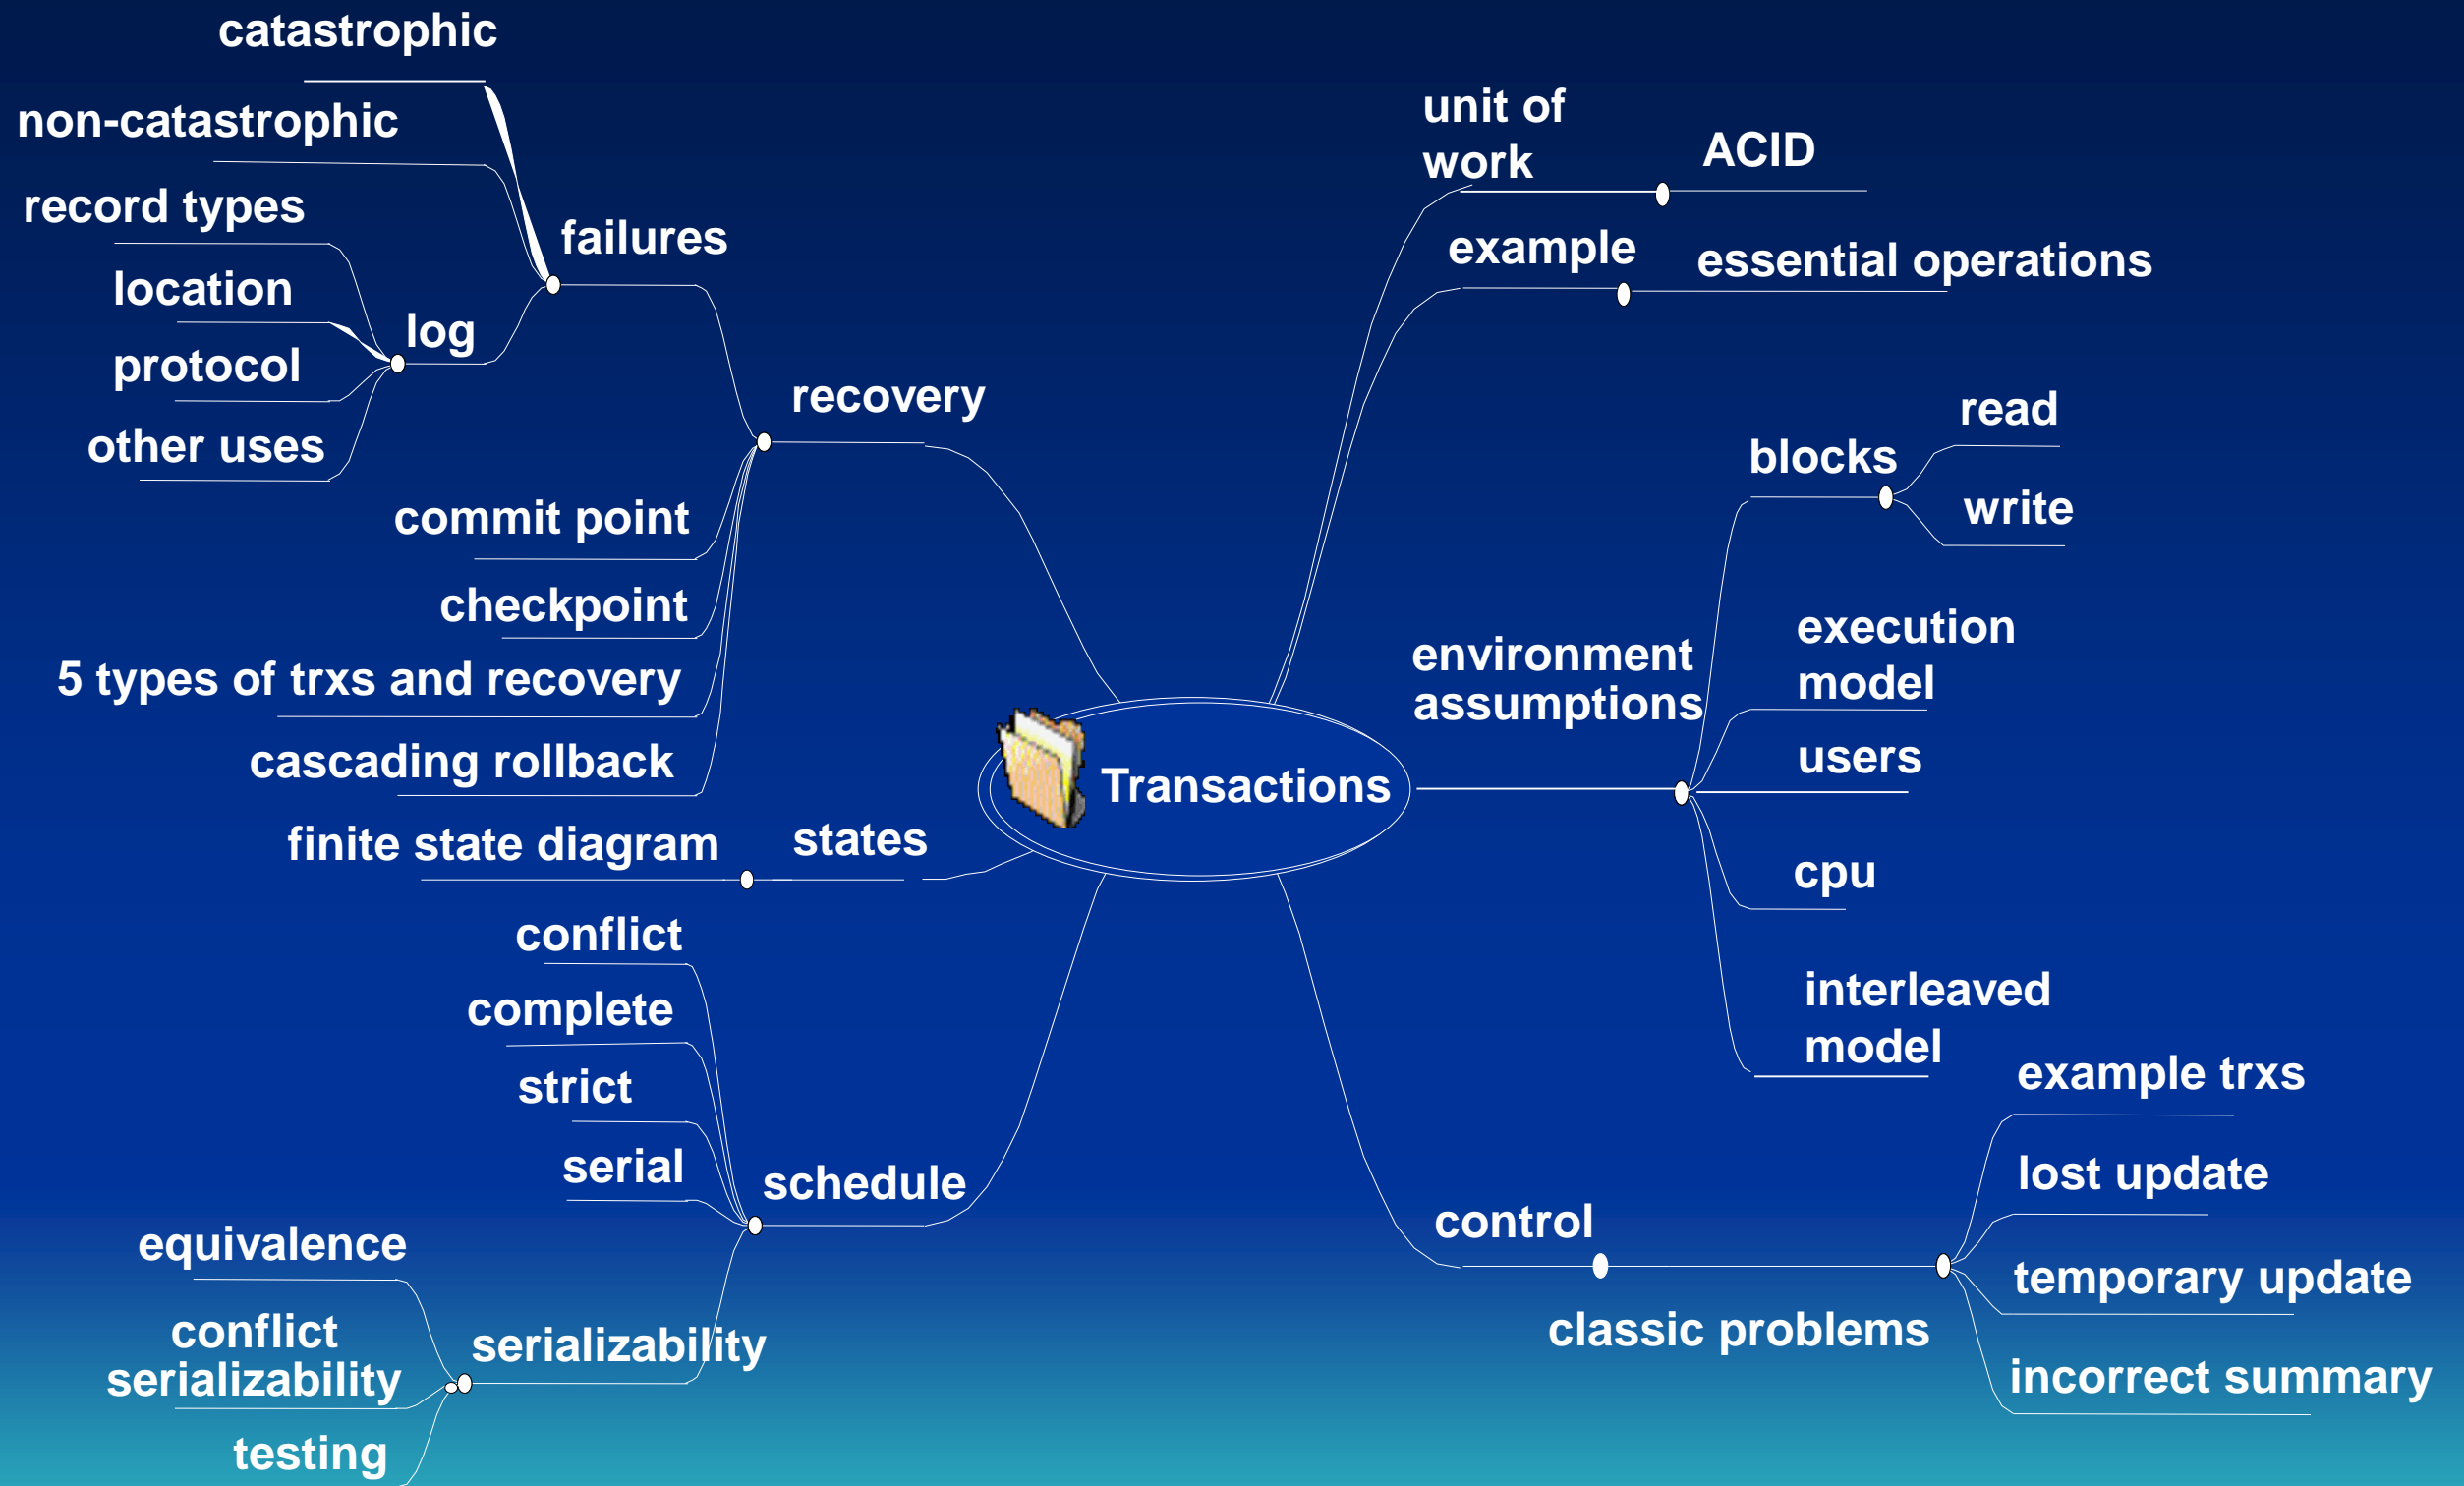 catastrophic
non-catastrophic
record types
location
protocol
other uses
log
failures
recovery
commit point
checkpoint
5 types of trxs and recovery
cascading rollback
finite state diagram
states
conflict
complete
strict
serial
schedule
equivalence
conflict
serializability
testing
serializability
Transactions
unit of
work
ACID
example
essential operations
environment
assumptions
blocks
read
write
execution
model
users
cpu
interleaved
model
control
classic problems
example trxs
lost update
temporary update
incorrect summary